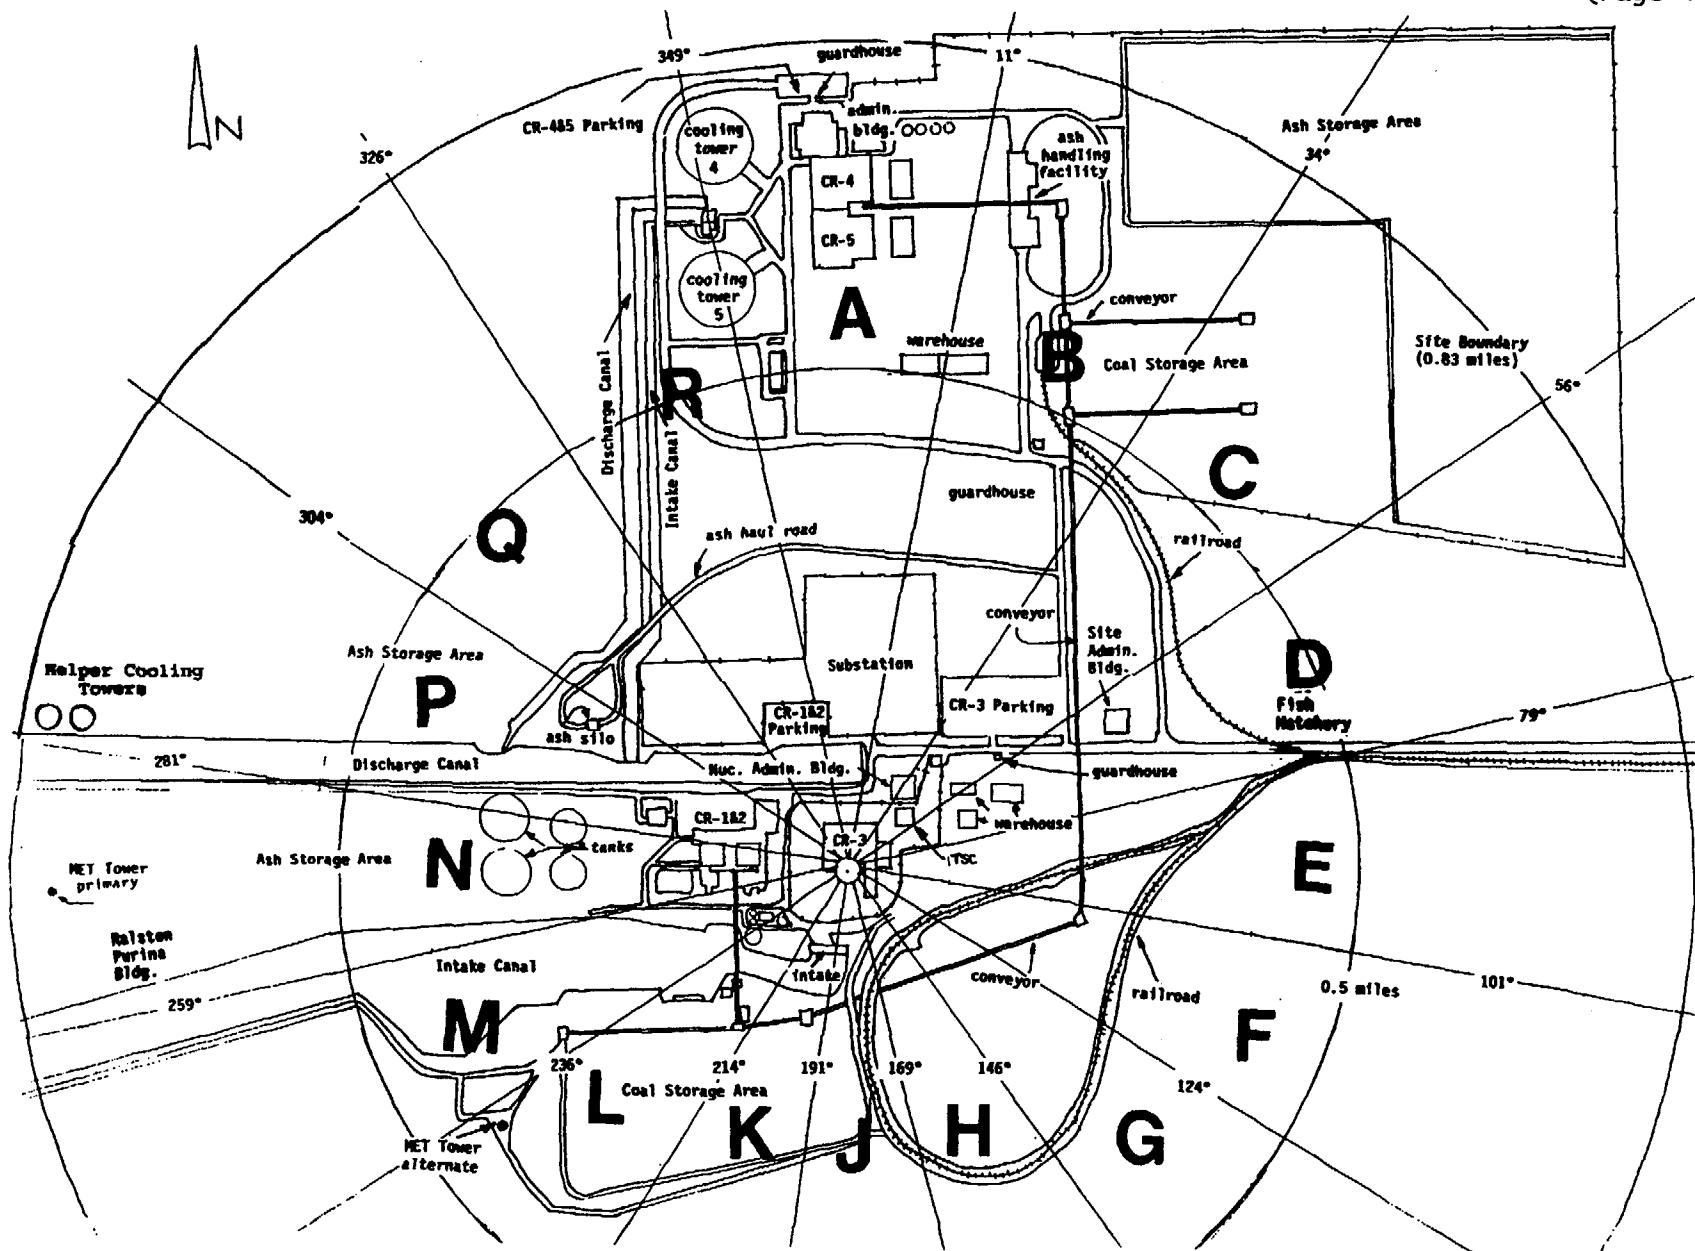 (Page
349°
guardhouse
11°
CR-4&5 Parking
cooling
tower
4
admin.
bldg.
ash
handling
facility
Ash Storage Area
34°
326°
N
CR-4
CR-5
cooling
tower
5
A
conveyor
warehouse
B
Coal Storage Area
Site Boundary
(0.83 miles)
56°
R
Discharge Canal
Intake Canal
C
guardhouse
304°
Q
ash haul road
railroad
conveyor
Site
Admin.
Bldg.
Ash Storage Area
Substation
D
Helper Cooling
Towers
P
CR-1&2
Parking
CR-3 Parking
Fish
Hatchery
79°
ash silo
281°
Discharge Canal
Nuc. Admin. Bldg.
guardhouse
CR-1&2
CR-3
warehouse
TSC
tanks
Ash Storage Area
N
E
MET Tower
primary
Ralston
Purina
Bldg.
Intake Canal
intake
conveyor
railroad
0.5 miles
101°
259°
M
F
236°
214°
191°
169°
146°
124°
L
Coal Storage Area
K
J
H
G
MET Tower
alternate